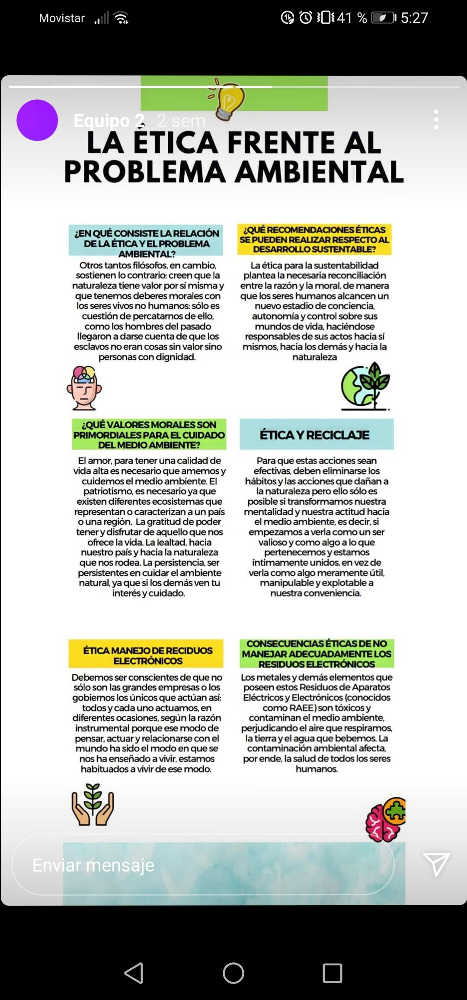 Movistar
41 % 5:27
Equipo 2 2 sem
LA ÉTICA FRENTE AL
PROBLEMA AMBIENTAL
¿EN QUÉ CONSISTE LA RELACIÓN
DE LA ÉTICA Y EL PROBLEMA
AMBIENTAL?
Otros tantos filósofos, en cambio,
sostienen lo contrario: creen que la
naturaleza tiene valor por sí misma y
que tenemos deberes morales con
los seres vivos no humanos: sólo es
cuestión de percatarnos de ello,
como los hombres del pasado
llegaron a darse cuenta de que los
esclavos no eran cosas sin valor sino
personas con dignidad.
¿QUÉ RECOMENDACIONES ÉTICAS
SE PUEDEN REALIZAR RESPECTO AL
DESARROLLO SUSTENTABLE?
La ética para la sustentabilidad
plantea la necesaria reconciliación
entre la razón y la moral, de manera
que los seres humanos alcancen un
nuevo estadio de conciencia,
autonomía y control sobre sus
mundos de vida, haciéndose
responsables de sus actos hacia sí
mismos, hacia los demás y hacia la
naturaleza
¿QUÉ VALORES MORALES SON
PRIMORDIALES PARA EL CUIDADO
DEL MEDIO AMBIENTE?
El amor, para tener una calidad de
vida alta es necesario que amemos y
cuidemos el medio ambiente. El
patriotismo, es necesario ya que
existen diferentes ecosistemas que
representan o caracterizan a un país
o una región. La gratitud de poder
tener y disfrutar de aquello que nos
ofrece la vida. La lealtad, hacia
nuestro país y hacia la naturaleza
que nos rodea. La persistencia, ser
persistentes en cuidar el ambiente
natural, ya que si los demás ven tu
interés y cuidado.
ÉTICA Y RECICLAJE
Para que estas acciones sean
efectivas, deben eliminarse los
hábitos y las acciones que dañan a
la naturaleza pero ello sólo es
posible si transformamos nuestra
mentalidad y nuestra actitud hacia
el medio ambiente, es decir, si
empezamos a verla como un ser
valioso y como algo a lo que
pertenecemos y estamos
íntimamente unidos, en vez de
verla como algo meramente útil,
manipulable y explotable a
nuestra conveniencia.
ÉTICA MANEJO DE RECIDUOS
ELECTRÓNICOS
Debemos ser conscientes de que no
sólo son las grandes empresas o los
gobiernos los únicos que actúan así:
todos y cada uno actuamos, en
diferentes ocasiones, según la razón
instrumental porque ese modo de
pensar, actuar y relacionarse con el
mundo ha sido el modo en que se
nos ha enseñado a vivir, estamos
habituados a vivir de ese modo.
CONSECUENCIAS ÉTICAS DE NO
MANEJAR ADECUADAMENTE LOS
RESIDUOS ELECTRÓNICOS
Los metales y demás elementos que
poseen estos Residuos de Aparatos
Eléctricos y Electrónicos (conocidos
como RAEE) son tóxicos y
contaminan el medio ambiente,
perjudicando el aire que respiramos,
la tierra y el agua que bebemos. La
contaminación ambiental afecta,
por ende, la salud de todos los seres
humanos.
Enviar mensaje